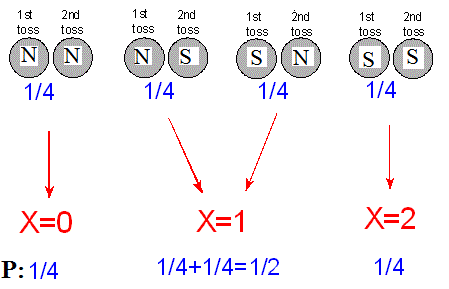 1st toss 2nd toss 1st toss 2nd toss 1st toss 2nd toss 1st toss 2nd toss
N N N S S N S S
1/4 1/4 1/4 1/4
X=0 X=1 X=2
P: 1/4 1/4+1/4=1/2 1/4